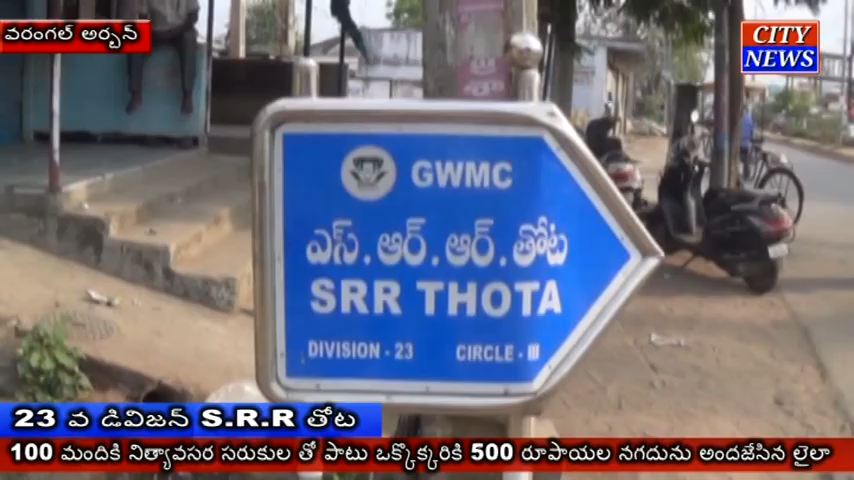 వరంగల్ అర్బన్
CITY
NEWS
GWMC
ఎస్.ఆర్.ఆర్.తోట
SRR THOTA
DIVISION - 23 CIRCLE - III
23 వ డివిజన్ S.R.R తోట
100 మందికి నిత్యావసర సరుకుల తో పాటు ఒక్కొక్కరికి 500 రూపాయల నగదును అందజేసిన లైలా